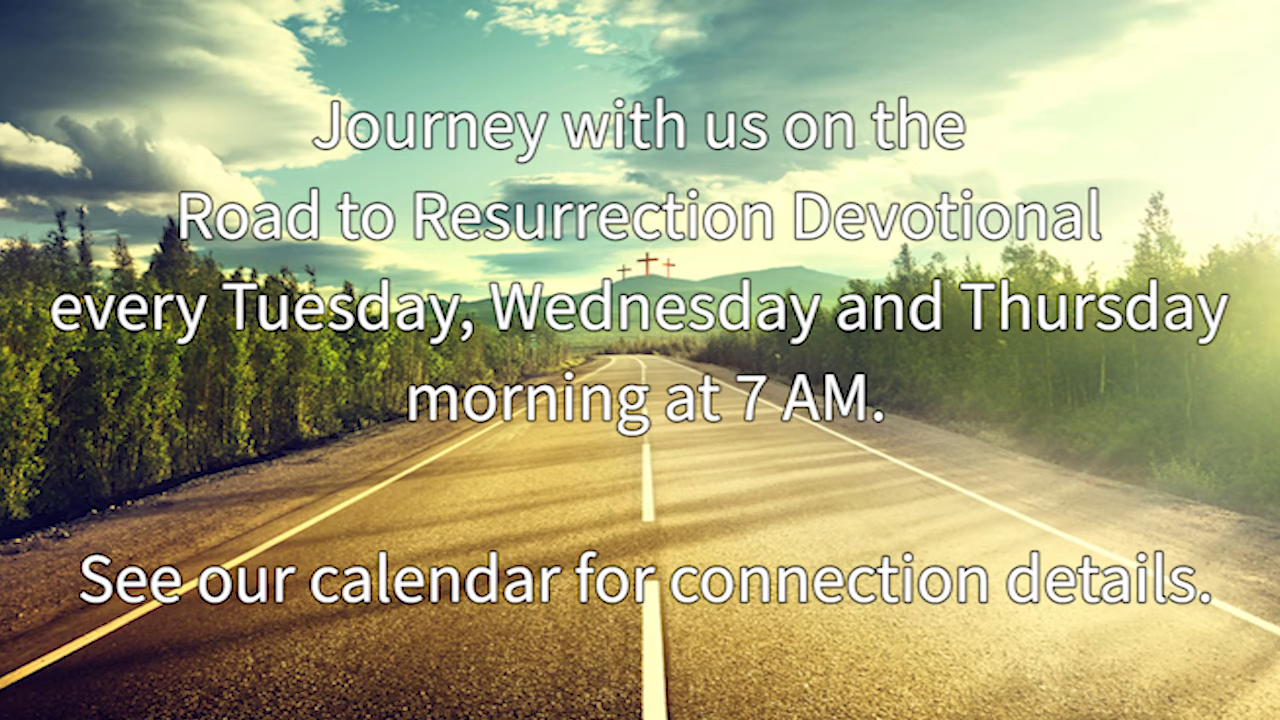 Journey with us on the
Road to Resurrection Devotional
every Tuesday, Wednesday and Thursday
morning at 7 AM.
See our calendar for connection details.